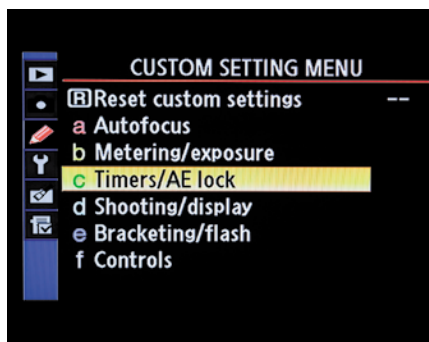 CUSTOM SETTING MENU
R Reset custom settings --
a Autofocus
b Metering/exposure
c Timers/AE lock
d Shooting/display
e Bracketing/flash
f Controls